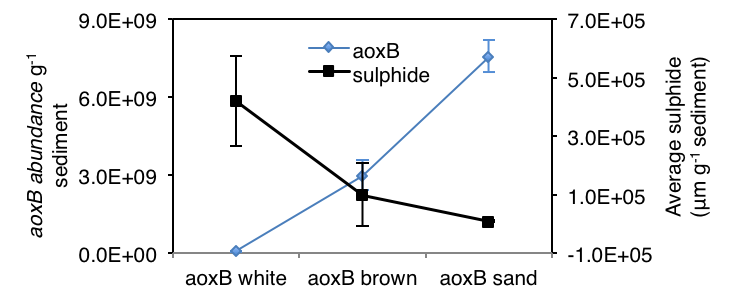 9.0E+09
6.0E+09
3.0E+09
0.0E+00
aoxB abundance g-1
sediment
aoxB
sulphide
7.0E+05
5.0E+05
3.0E+05
1.0E+05
-1.0E+05
Average sulphide
(µm g-1 sediment)
aoxB white aoxB brown aoxB sand